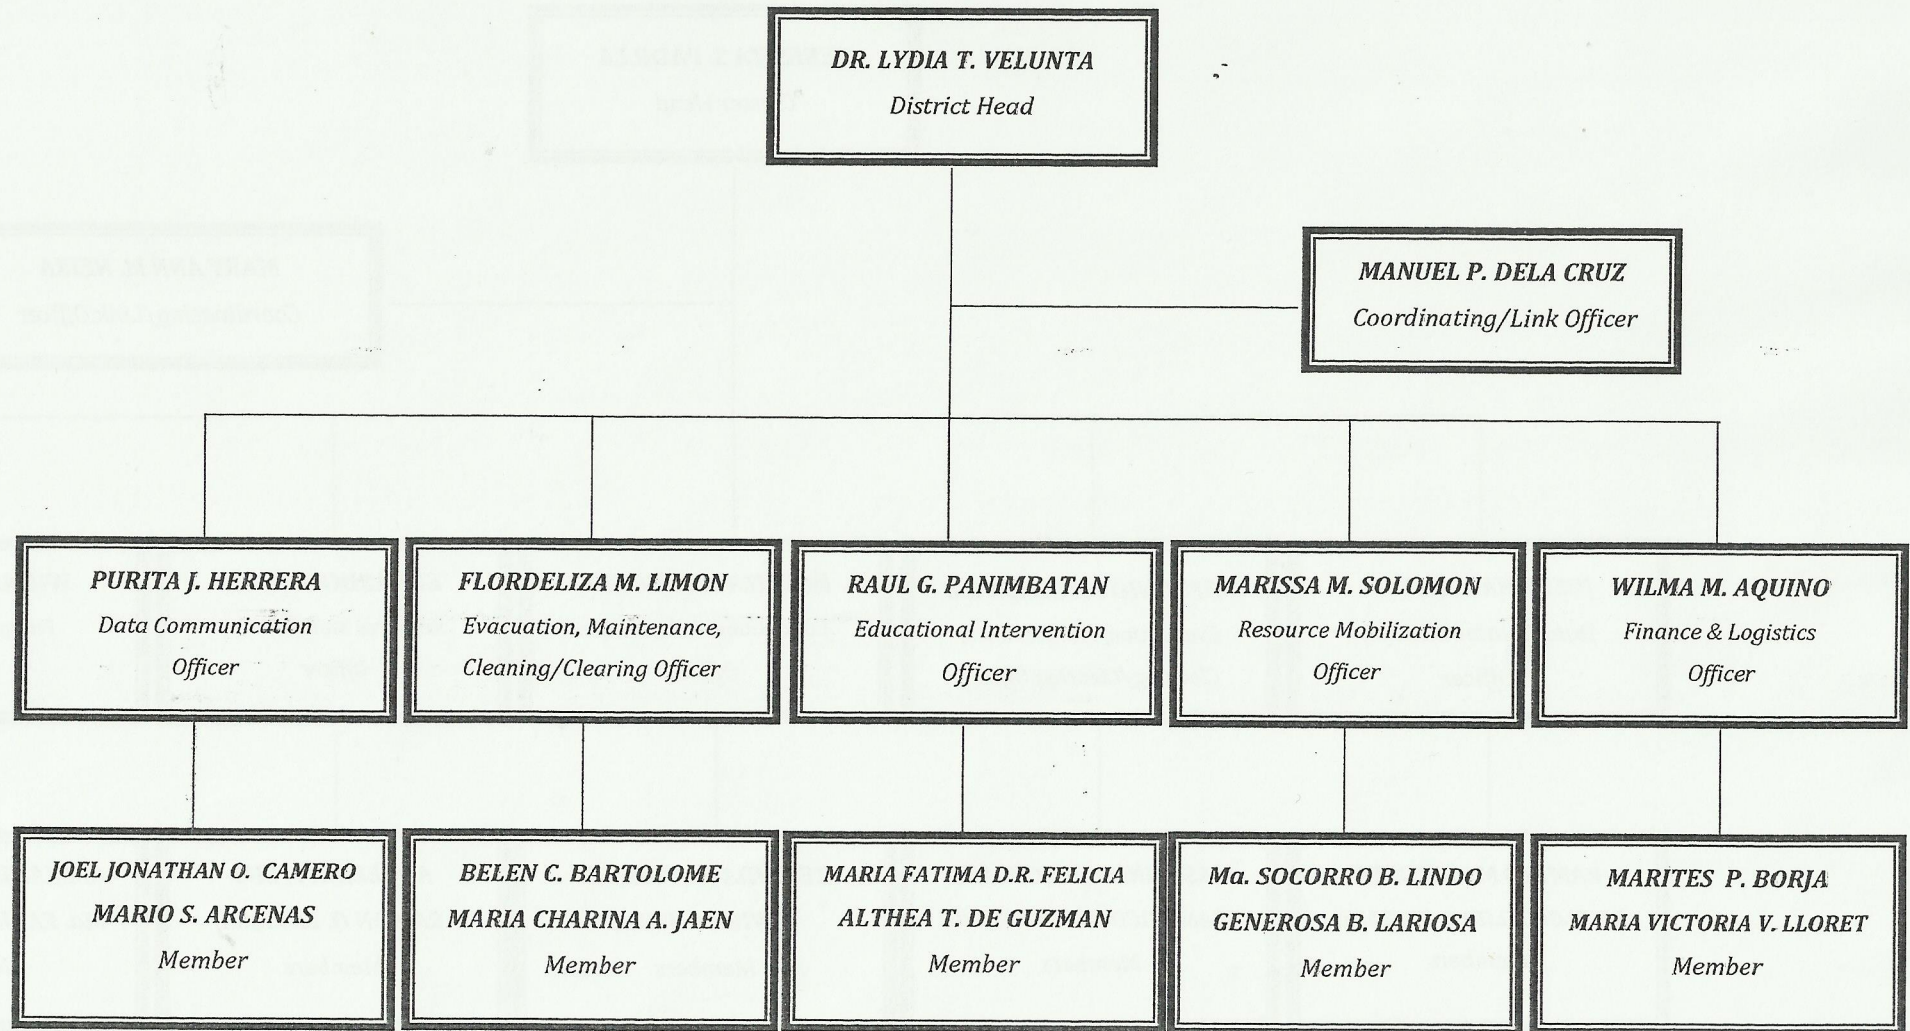 DR. LYDIA T. VELUNTA
District Head
MANUEL P. DELA CRUZ
Coordinating/Link Officer
PURITA J. HERRERA
Data Communication
Officer
FLORDELIZA M. LIMON
Evacuation, Maintenance,
Cleaning/Clearing Officer
RAUL G. PANIMBATAN
Educational Intervention
Officer
MARISSA M. SOLOMON
Resource Mobilization
Officer
WILMA M. AQUINO
Finance & Logistics
Officer
JOEL JONATHAN O. CAMERO
MARIO S. ARCENAS
Member
BELEN C. BARTOLOME
MARIA CHARINA A. JAEN
Member
MARIA FATIMA D.R. FELICIA
ALTHEA T. DE GUZMAN
Member
Ma. SOCORRO B. LINDO
GENEROSA B. LARIOSA
Member
MARITES P. BORJA
MARIA VICTORIA V. LLORET
Member